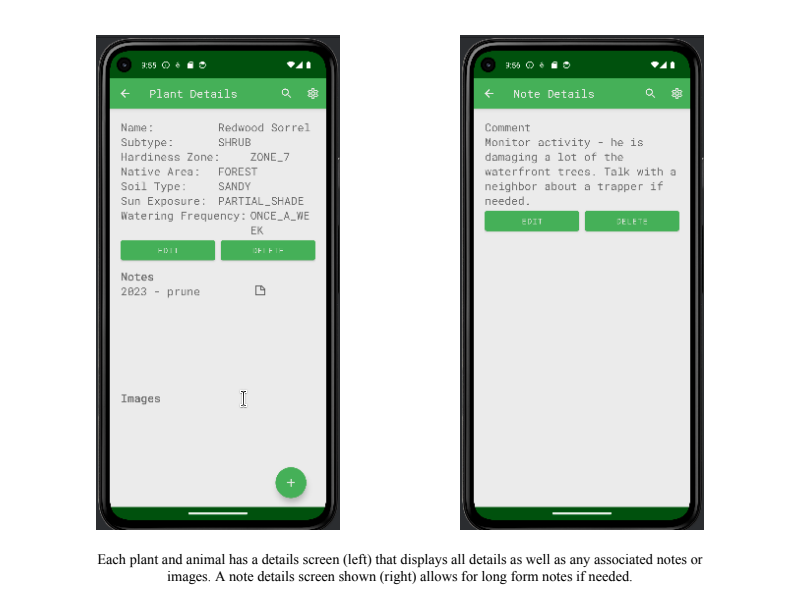 9:55
Plant Details
Name: Redwood Sorrel
Subtype: SHRUB
Hardiness Zone: ZONE_7
Native Area: FOREST
Soil Type: SANDY
Sun Exposure: PARTIAL_SHADE
Watering Frequency: ONCE_A_WE
EK
EDIT DELETE
Notes
2023 - prune
Images
+
9:56
Note Details
Comment
Monitor activity - he is
damaging a lot of the
waterfront trees. Talk with a
neighbor about a trapper if
needed.
EDIT DELETE
Each plant and animal has a details screen (left) that displays all details as well as any associated notes or
images. A note details screen shown (right) allows for long form notes if needed.